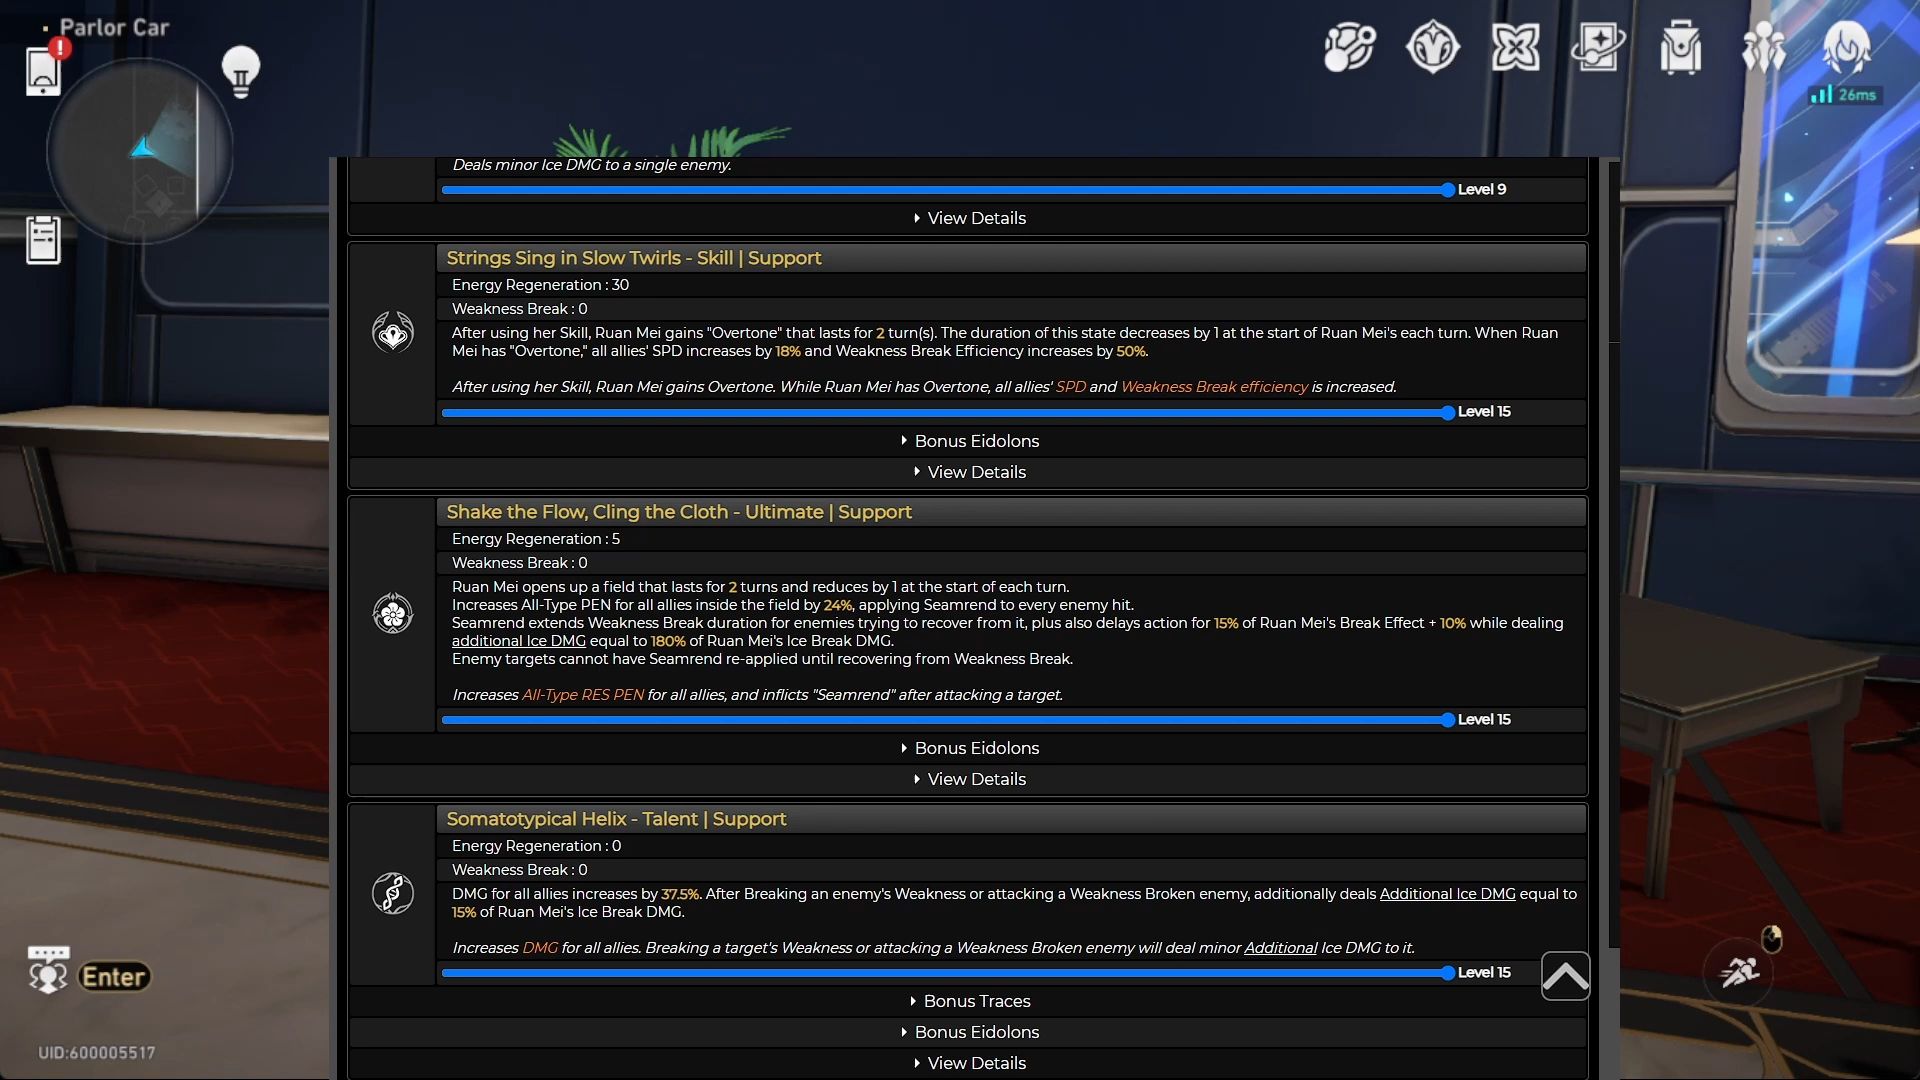 Parlor Car
26ms
Deals minor Ice DMG to a single enemy.
Level 9
View Details
Strings Sing in Slow Twirls - Skill | Support
Energy Regeneration : 30
Weakness Break : 0
After using her Skill, Ruan Mei gains "Overtone" that lasts for 2 turn(s). The duration of this state decreases by 1 at the start of Ruan Mei's each turn. When Ruan
Mei has "Overtone," all allies' SPD increases by 18% and Weakness Break Efficiency increases by 50%.
After using her Skill, Ruan Mei gains Overtone. While Ruan Mei has Overtone, all allies' SPD and Weakness Break efficiency is increased.
Level 15
Bonus Eidolons
View Details
Shake the Flow, Cling the Cloth - Ultimate | Support
Energy Regeneration : 5
Weakness Break : 0
Ruan Mei opens up a field that lasts for 2 turns and reduces by 1 at the start of each turn.
Increases All-Type PEN for all allies inside the field by 24%, applying Seamrend to every enemy hit.
Seamrend extends Weakness Break duration for enemies trying to recover from it, plus also delays action for 15% of Ruan Mei's Break Effect + 10% while dealing
additional Ice DMG equal to 180% of Ruan Mei's Ice Break DMG.
Enemy targets cannot have Seamrend re-applied until recovering from Weakness Break.
Increases All-Type RES PEN for all allies, and inflicts "Seamrend" after attacking a target.
Level 15
Bonus Eidolons
View Details
Somatotypical Helix - Talent | Support
Energy Regeneration : 0
Weakness Break : 0
DMG for all allies increases by 37.5%. After Breaking an enemy's Weakness or attacking a Weakness Broken enemy, additionally deals Additional Ice DMG equal to
15% of Ruan Mei's Ice Break DMG.
Increases DMG for all allies. Breaking a target's Weakness or attacking a Weakness Broken enemy will deal minor Additional Ice DMG to it.
Level 15
Bonus Traces
Bonus Eidolons
View Details
Enter
UID:600005517